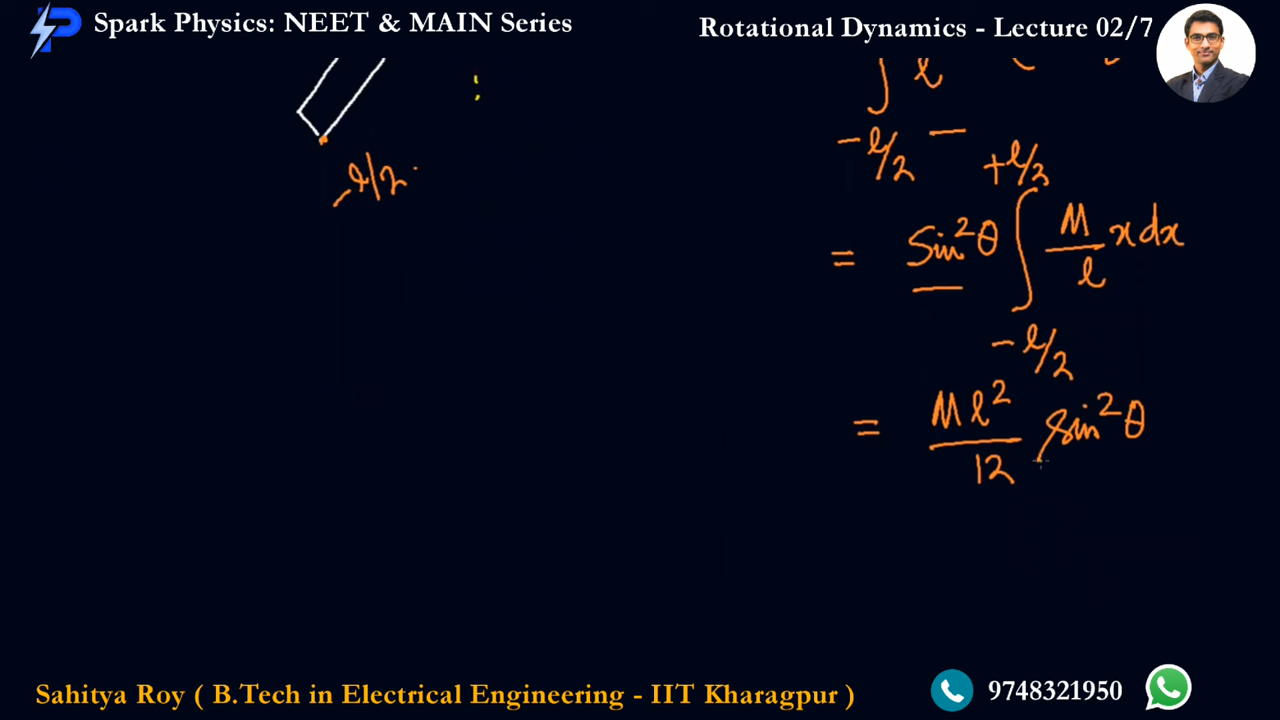 Spark Physics: NEET & MAIN Series
Rotational Dynamics - Lecture 02/7
-l/2
∫ l
-l/2
= Sin²θ ∫ M/l x dx
+l/2
-l/2
= Ml²/12 sin²θ
Sahitya Roy ( B.Tech in Electrical Engineering - IIT Kharagpur )
9748321950